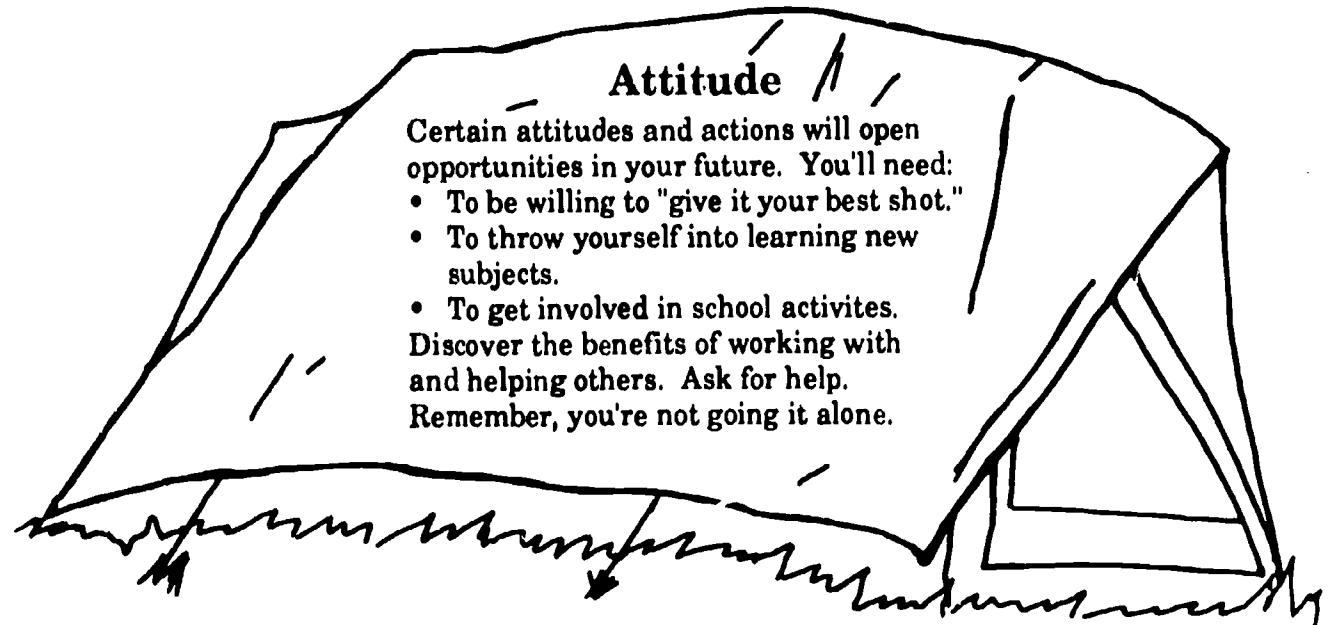 Attitude
Certain attitudes and actions will open
opportunities in your future. You'll need:
• To be willing to "give it your best shot."
• To throw yourself into learning new
subjects.
• To get involved in school activites.
Discover the benefits of working with
and helping others. Ask for help.
Remember, you're not going it alone.